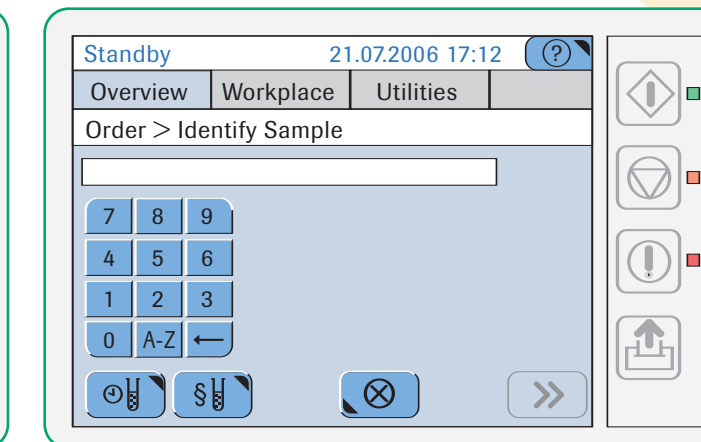 Standby 21.07.2006 17:12 ?
Overview Workplace Utilities
Order > Identify Sample
7 8 9
4 5 6
1 2 3
0 A-Z ←
§